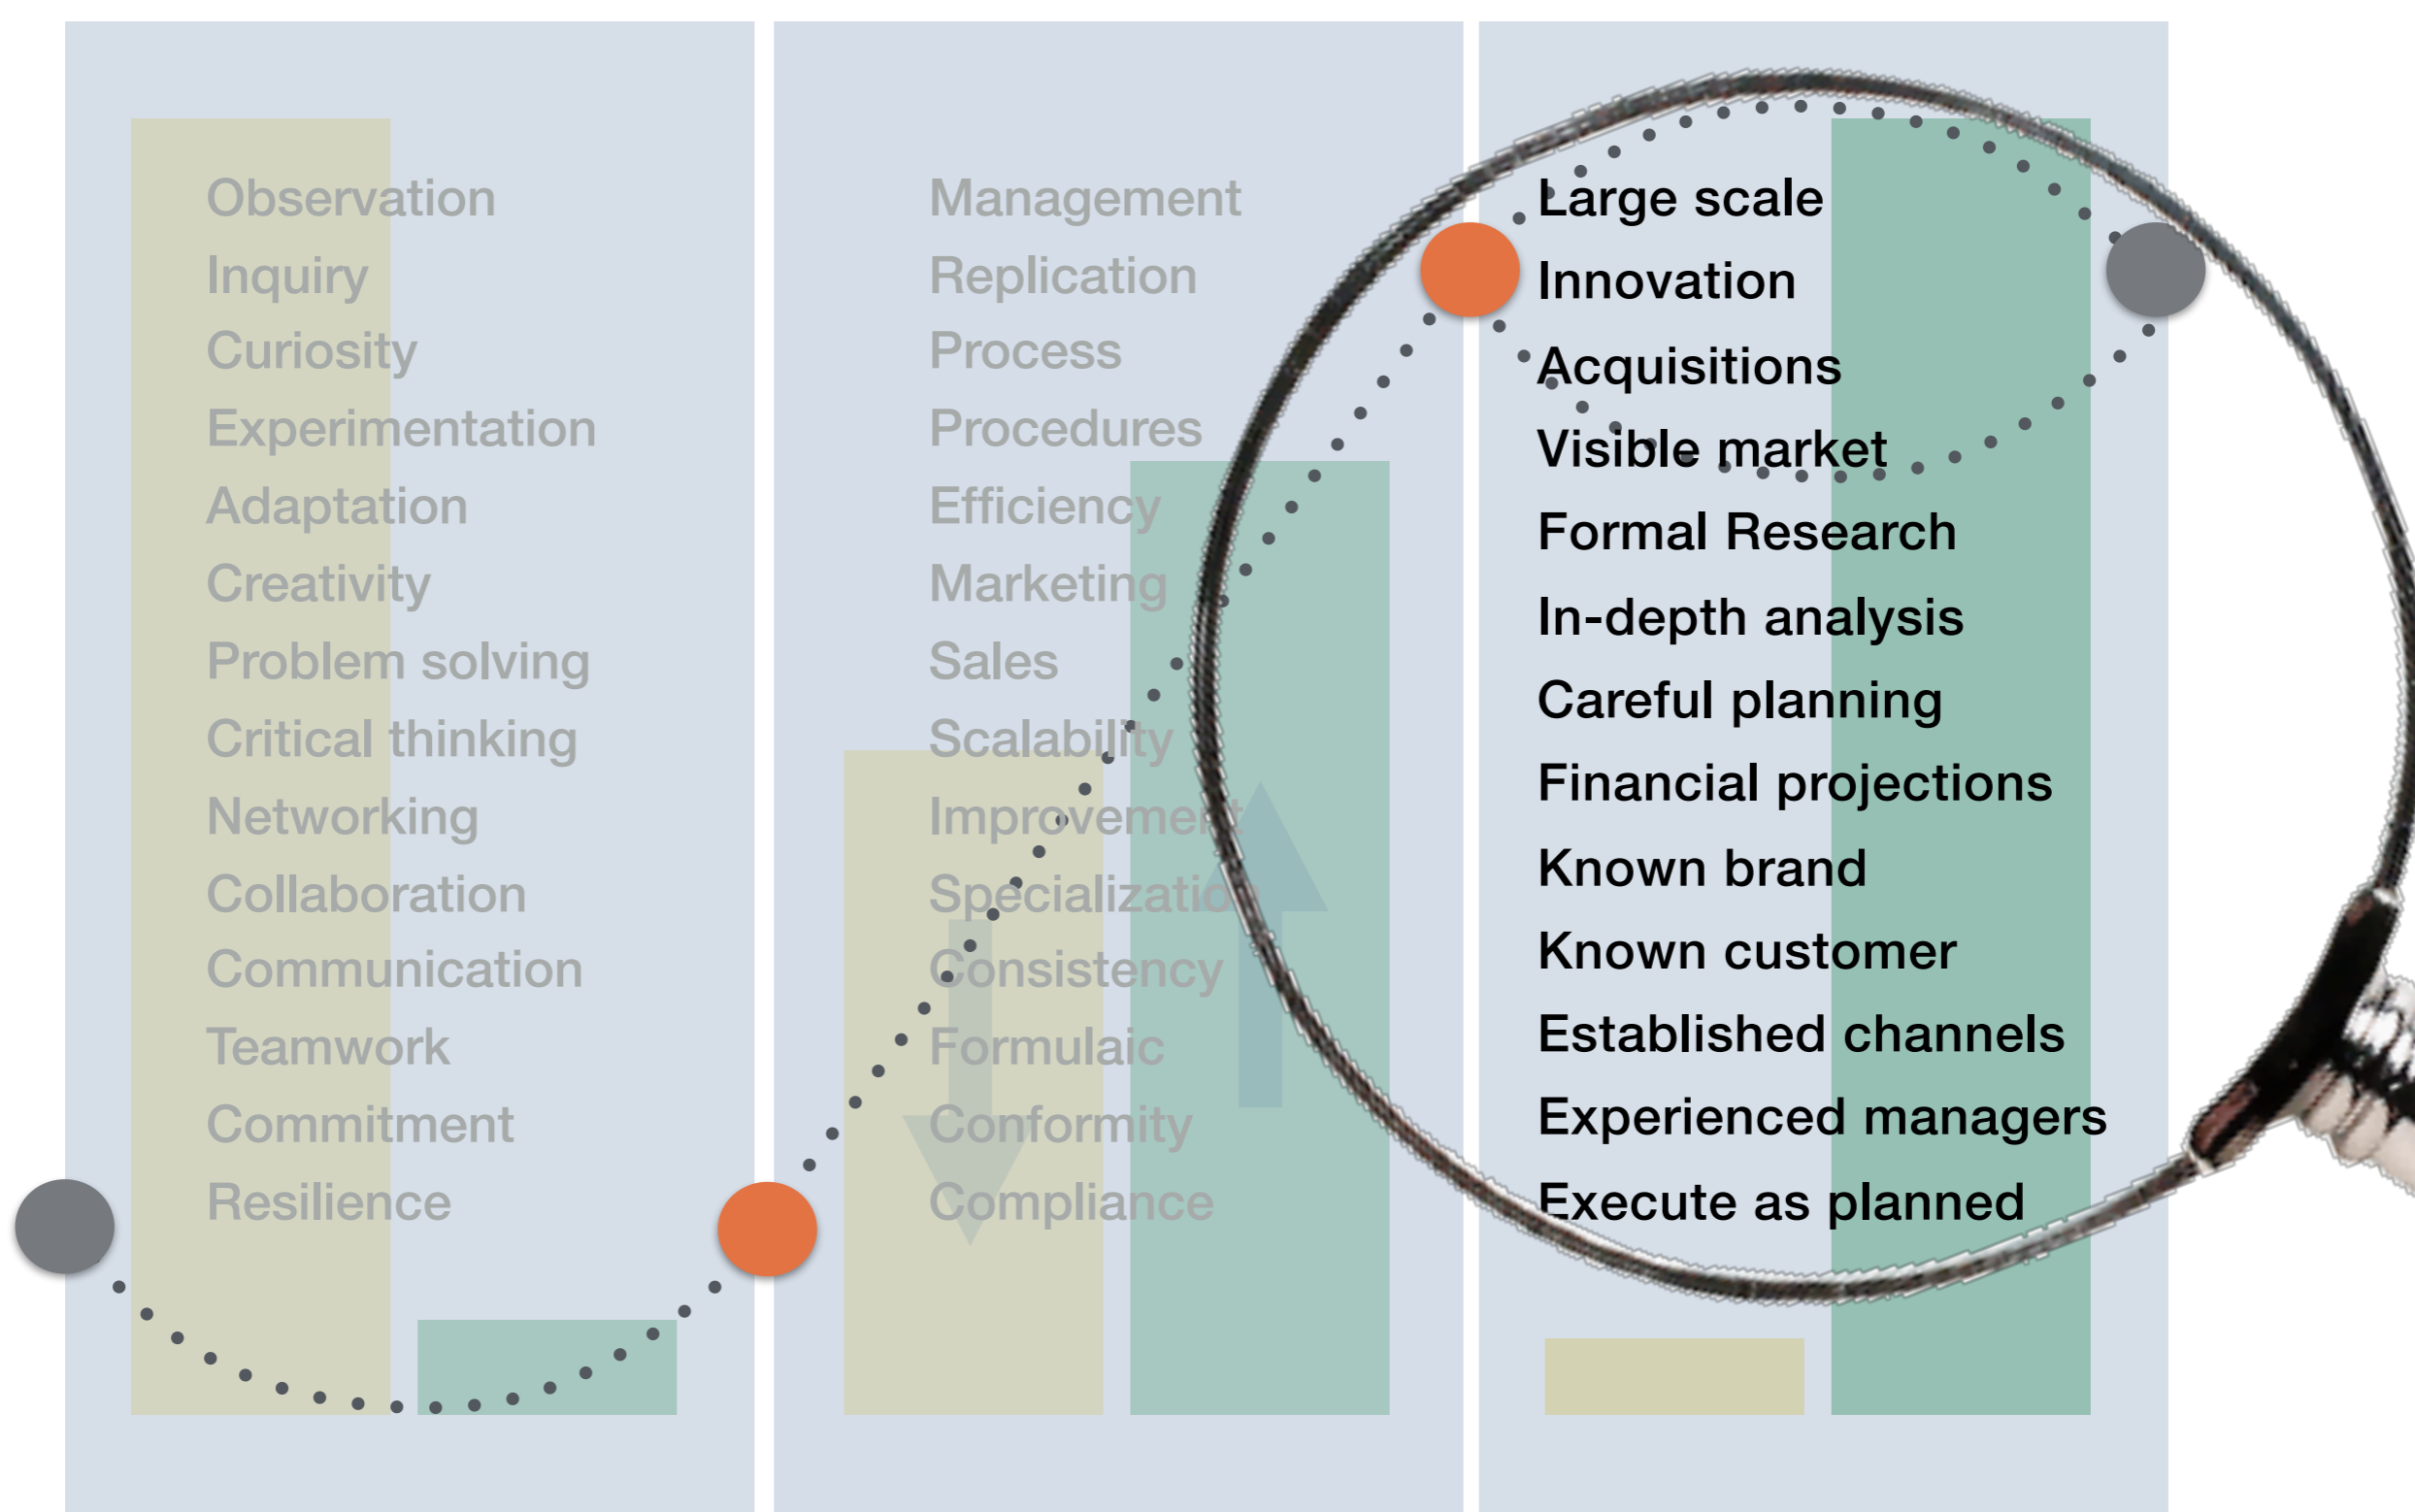 Observation
Inquiry
Curiosity
Experimentation
Adaptation
Creativity
Problem solving
Critical thinking
Networking
Collaboration
Communication
Teamwork
Commitment
Resilience
Management
Replication
Process
Procedures
Efficiency
Marketing
Sales
Scalability
Improvement
Specialization
Consistency
Formulaic
Conformity
Compliance
Large scale
Innovation
Acquisitions
Visible market
Formal Research
In-depth analysis
Careful planning
Financial projections
Known brand
Known customer
Established channels
Experienced managers
Execute as planned